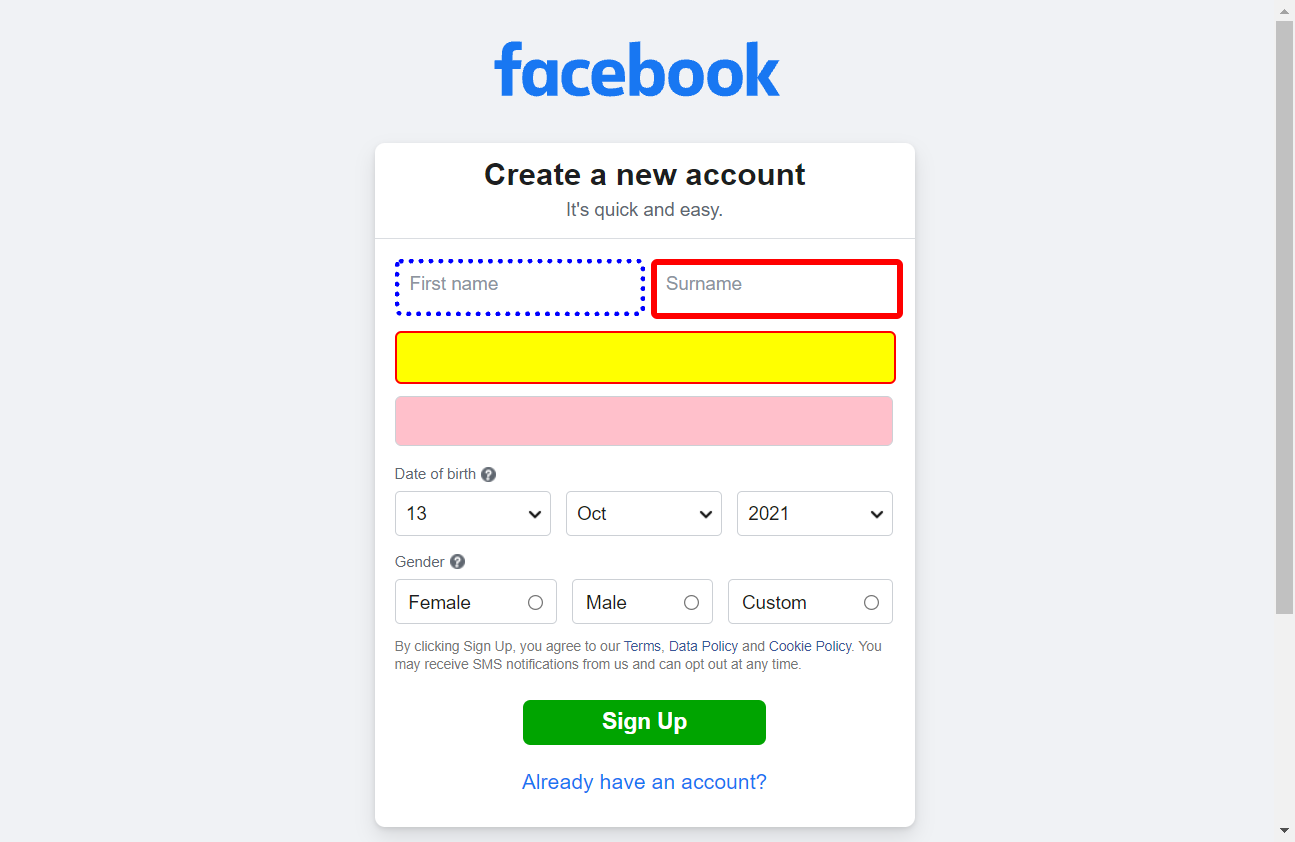 facebook
Create a new account
It's quick and easy.
First name Surname
Date of birth ?
13 Oct 2021
Gender ?
Female Male Custom
By clicking Sign Up, you agree to our Terms, Data Policy and Cookie Policy. You
may receive SMS notifications from us and can opt out at any time.
Sign Up
Already have an account?